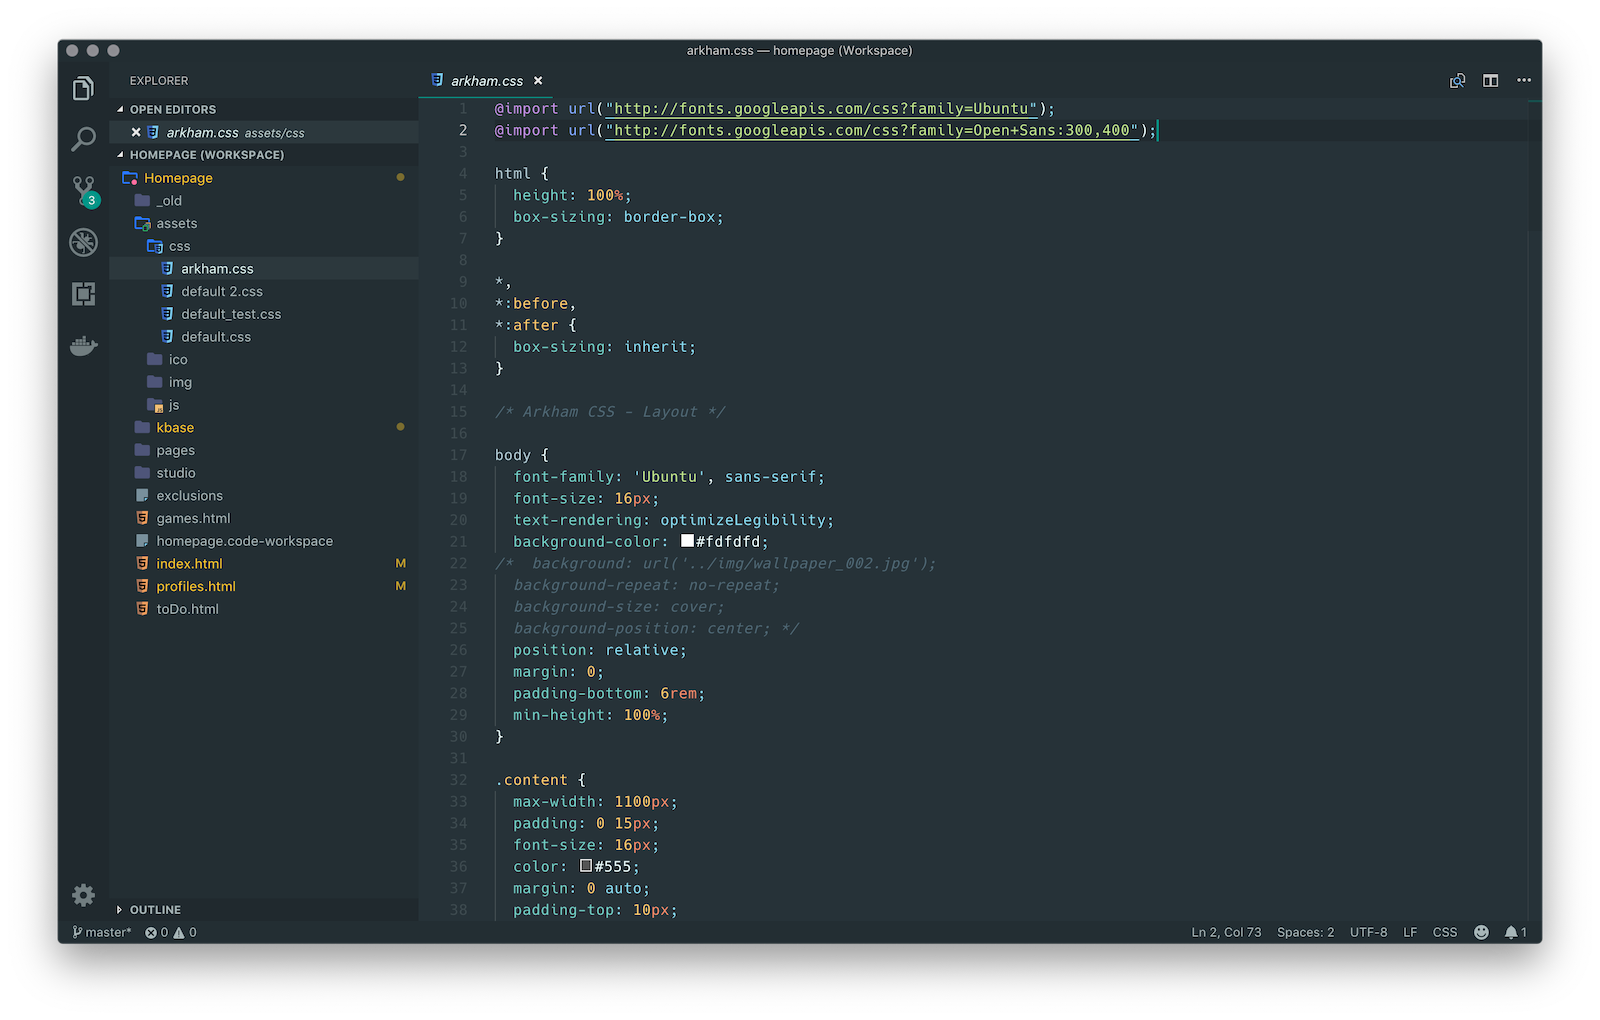 arkham.css — homepage (Workspace)
EXPLORER
OPEN EDITORS
arkham.css assets/css
HOMEPAGE (WORKSPACE)
Homepage
_old
assets
css
arkham.css
default 2.css
default_test.css
default.css
ico
img
js
kbase
pages
studio
exclusions
games.html
homepage.code-workspace
index.html M
profiles.html M
toDo.html
OUTLINE
3
arkham.css
1 @import url("http://fonts.googleapis.com/css?family=Ubuntu");
2 @import url("http://fonts.googleapis.com/css?family=Open+Sans:300,400");
3
4 html {
5 height: 100%;
6 box-sizing: border-box;
7 }
8
9 *,
10 *:before,
11 *:after {
12 box-sizing: inherit;
13 }
14
15 /* Arkham CSS - Layout */
16
17 body {
18 font-family: 'Ubuntu', sans-serif;
19 font-size: 16px;
20 text-rendering: optimizeLegibility;
21 background-color: #fdfdfd;
22 /*  background: url('../img/wallpaper_002.jpg');
23 background-repeat: no-repeat;
24 background-size: cover;
25 background-position: center; */
26 position: relative;
27 margin: 0;
28 padding-bottom: 6rem;
29 min-height: 100%;
30 }
31
32 .content {
33 max-width: 1100px;
34 padding: 0 15px;
35 font-size: 16px;
36 color: #555;
37 margin: 0 auto;
38 padding-top: 10px;
master* 0 0 Ln 2, Col 73 Spaces: 2 UTF-8 LF CSS 1